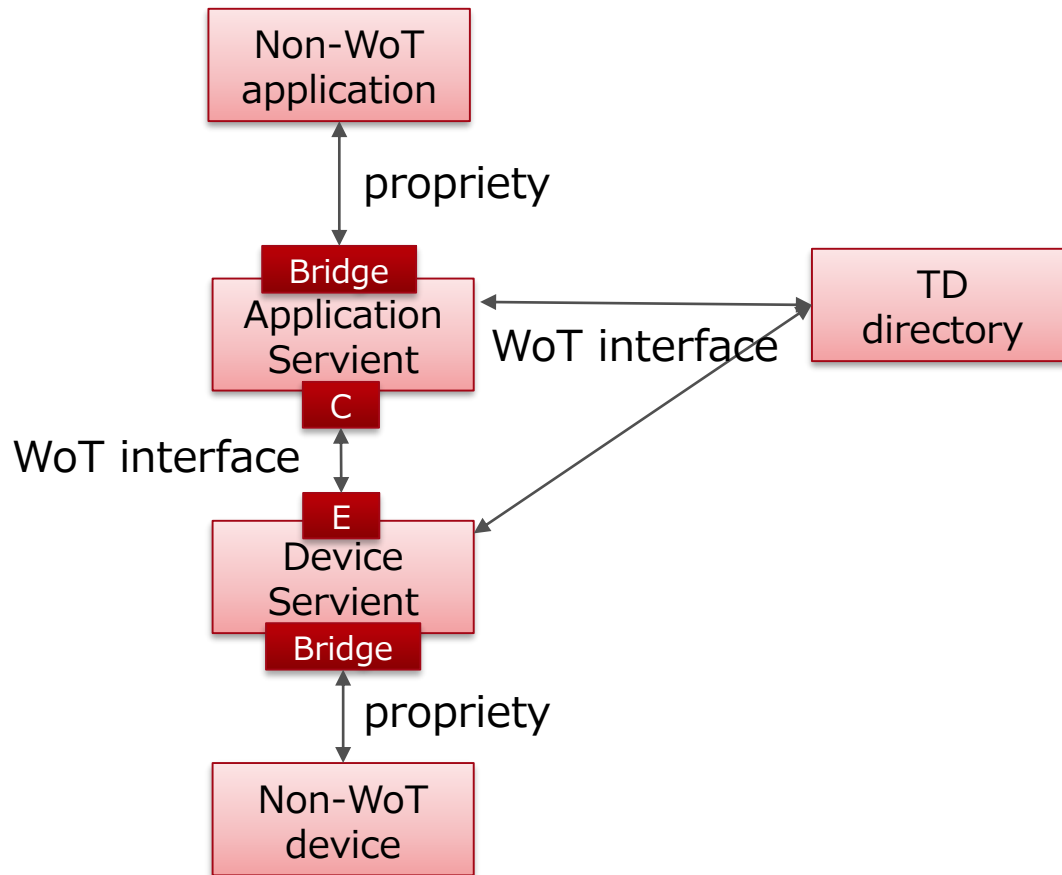 Non-WoT
application
propriety
Bridge
Application
Servient
TD
directory
WoT interface
C
WoT interface
E
Device
Servient
Bridge
propriety
Non-WoT
device